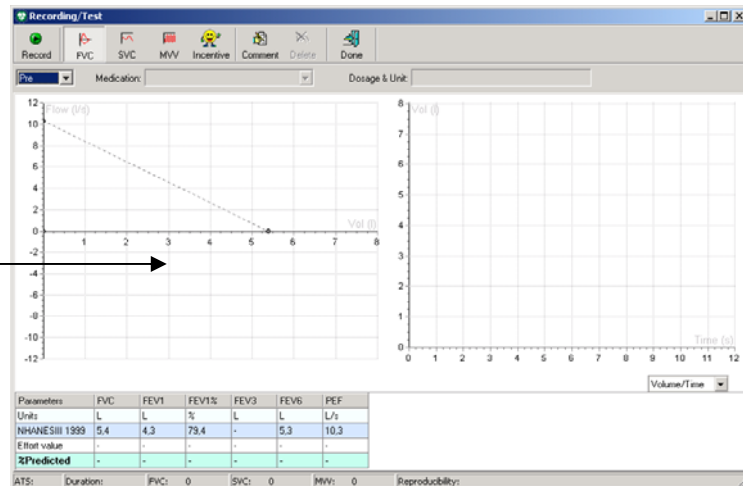 Recording/Test
Record FVC SVC MVV Incentive Comment Delete Done
Pre Medication: Dosage & Unit:
Flow (l/s)
12
10
8
6
4
2
0
-2
-4
-6
-8
-10
-12
1 2 3 4 5 6 7 8
Vol (l)
Vol (l)
8
7
6
5
4
3
2
1
0
0 1 2 3 4 5 6 7 8 9 10 11 12
Time (s)
Volume/Time
Parameters FVC FEV1 FEV1% FEV3 FEV6 PEF
Units L L % L L L/s
NHANESIII 1999 5,4 4,3 79,4 - 5,3 10,3
Effort value - - - - - -
%Predicted - - - - - -
ATS: Duration: FVC: 0 SVC: 0 MVV: 0 Reproducibility: